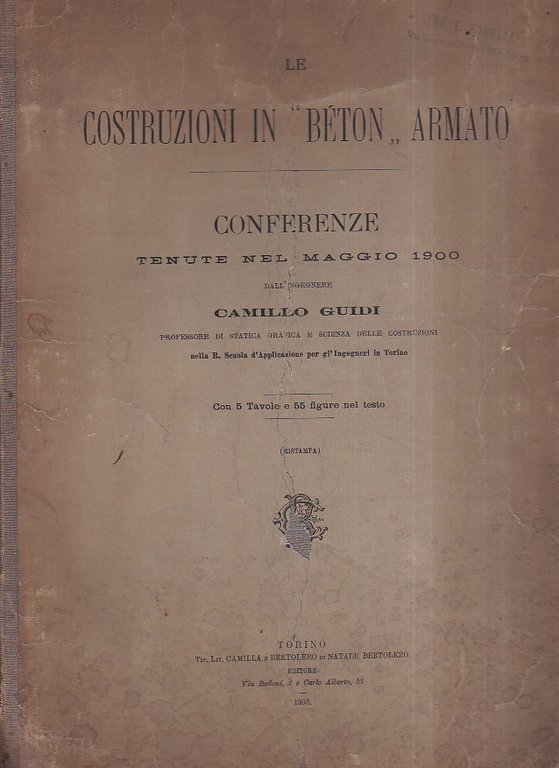 LE
COSTRUZIONI IN “BÉTON„ ARMATO
CONFERENZE
TENUTE NEL MAGGIO 1900
DALL'INGEGNERE
CAMILLO GUIDI
PROFESSORE DI STATICA GRAFICA E SCIENZA DELLE COSTRUZIONI
nella R. Scuola d'Applicazione per gl'Ingegneri in Torino
Con 5 Tavole e 55 figure nel testo
(RISTAMPA)
TORINO
TIP. LIT. CAMILLA E BERTOLERO DI NATALE BERTOLERO
EDITORE
Via Bodoni, 2 e Carlo Alberto, 33
1903.